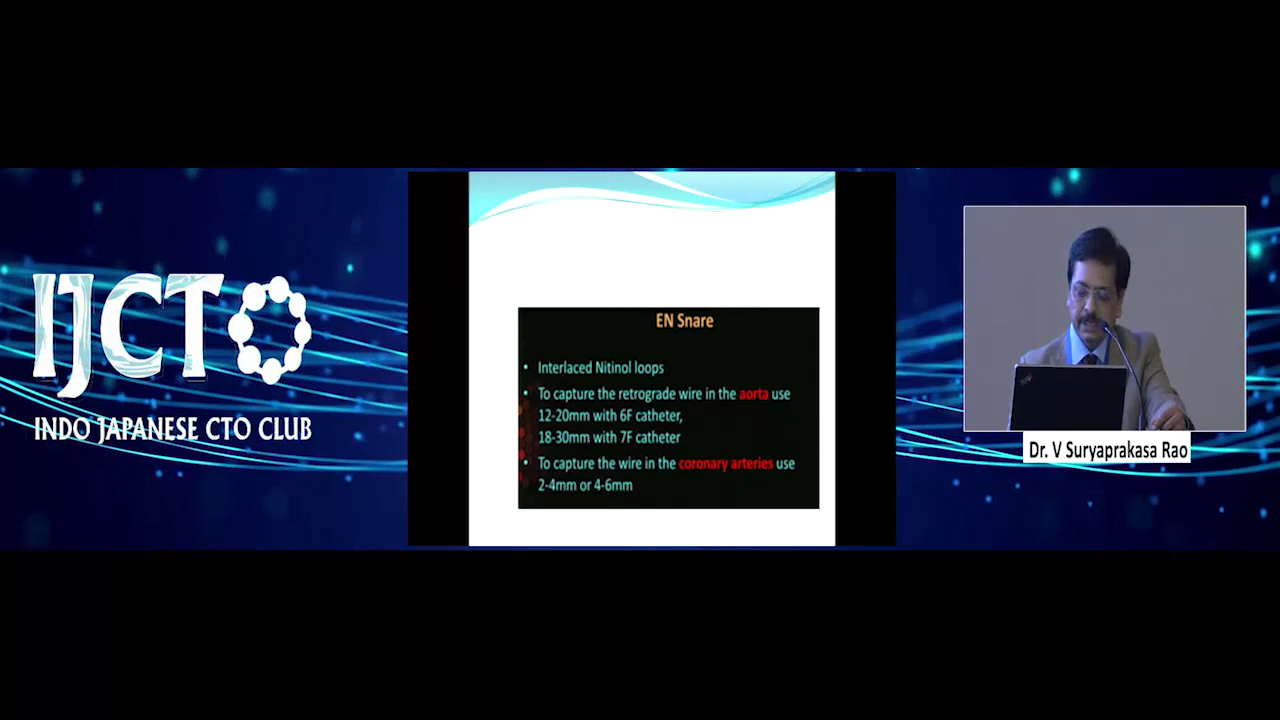 IJCTO
INDO JAPANESE CTO CLUB
EN Snare
• Interlaced Nitinol loops
• To capture the retrograde wire in the aorta use
12-20mm with 6F catheter,
18-30mm with 7F catheter
• To capture the wire in the coronary arteries use
2-4mm or 4-6mm
Dr. V Suryaprakasa Rao